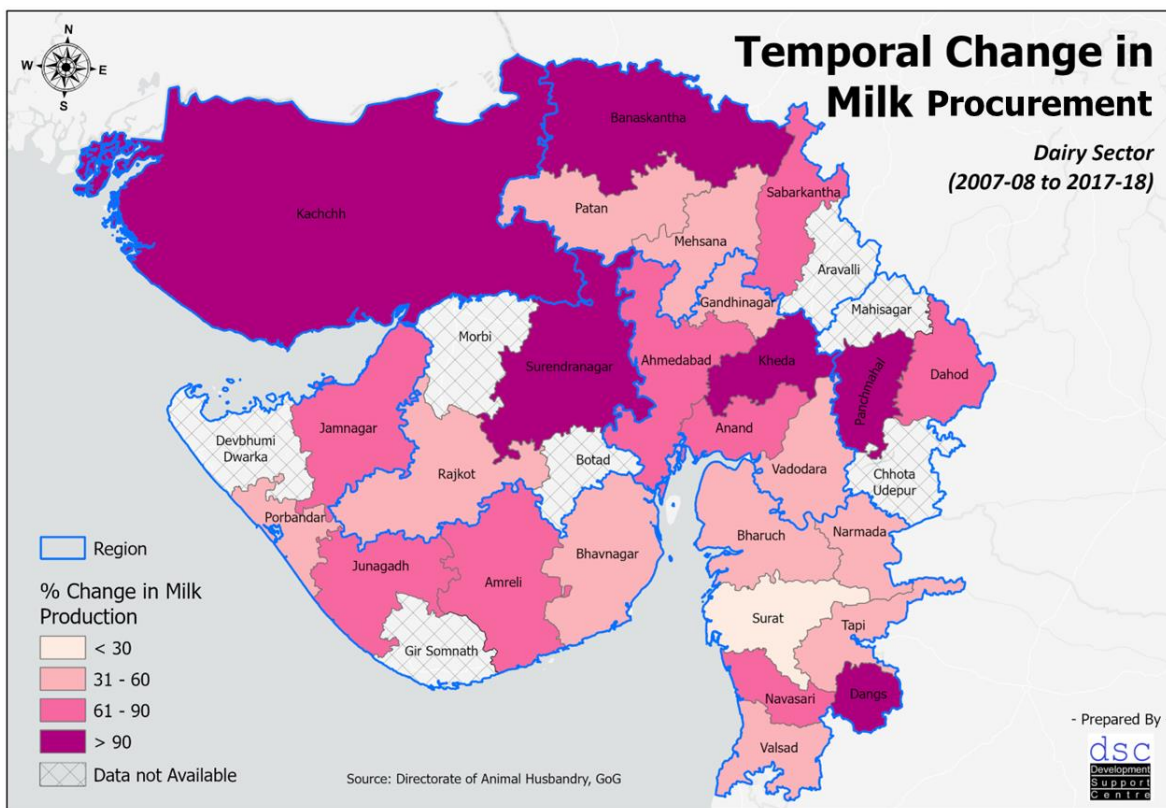 Temporal Change in
Milk Procurement
Dairy Sector
(2007-08 to 2017-18)
N
W
E
S
Banaskantha
Kachchh
Patan
Sabarkantha
Mehsana
Aravalli
Gandhinagar
Mahisagar
Morbi
Surendranagar
Ahmedabad
Kheda
Panchmahal
Dahod
Jamnagar
Anand
Devbhumi
Dwarka
Rajkot
Botad
Vadodara
Chhota
Udepur
Porbandar
Bhavnagar
Bharuch
Narmada
Junagadh
Amreli
Surat
Tapi
Gir Somnath
Navasari
Dangs
Valsad
Region
% Change in Milk
Production
< 30
31 - 60
61 - 90
> 90
Data not Available
Source: Directorate of Animal Husbandry, GoG
- Prepared By
dsc
Development
Support
Centre